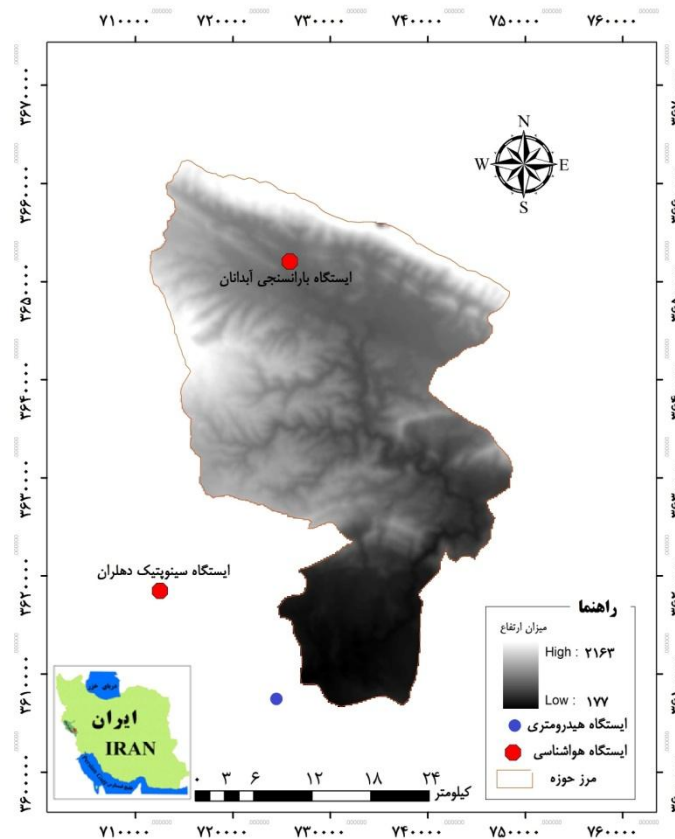 ۷۱۰۰۰۰ ۷۲۰۰۰۰ ۷۳۰۰۰۰ ۷۴۰۰۰۰ ۷۵۰۰۰۰ ۷۶۰۰۰۰
۳۶۷۰۰۰۰
۳۶۶۰۰۰۰
۳۶۵۰۰۰۰
۳۶۴۰۰۰۰
۳۶۳۰۰۰۰
۳۶۲۰۰۰۰
۳۶۱۰۰۰۰
۳۶۰۰۰۰۰
N
W E
S
ایستگاه بارانسنجی آبدانان
ایستگاه سینوپتیک دهلران
راهنما
میزان ارتفاع
High : ۲۱۶۳
Low : ۱۷۷
ایستگاه هیدرومتری
ایستگاه هواشناسی
مرز حوزه
ایران
IRAN
۰ ۳ ۶ ۱۲ ۱۸ ۲۴
کیلومتر
۷۱۰۰۰۰ ۷۲۰۰۰۰ ۷۳۰۰۰۰ ۷۴۰۰۰۰ ۷۵۰۰۰۰ ۷۶۰۰۰۰